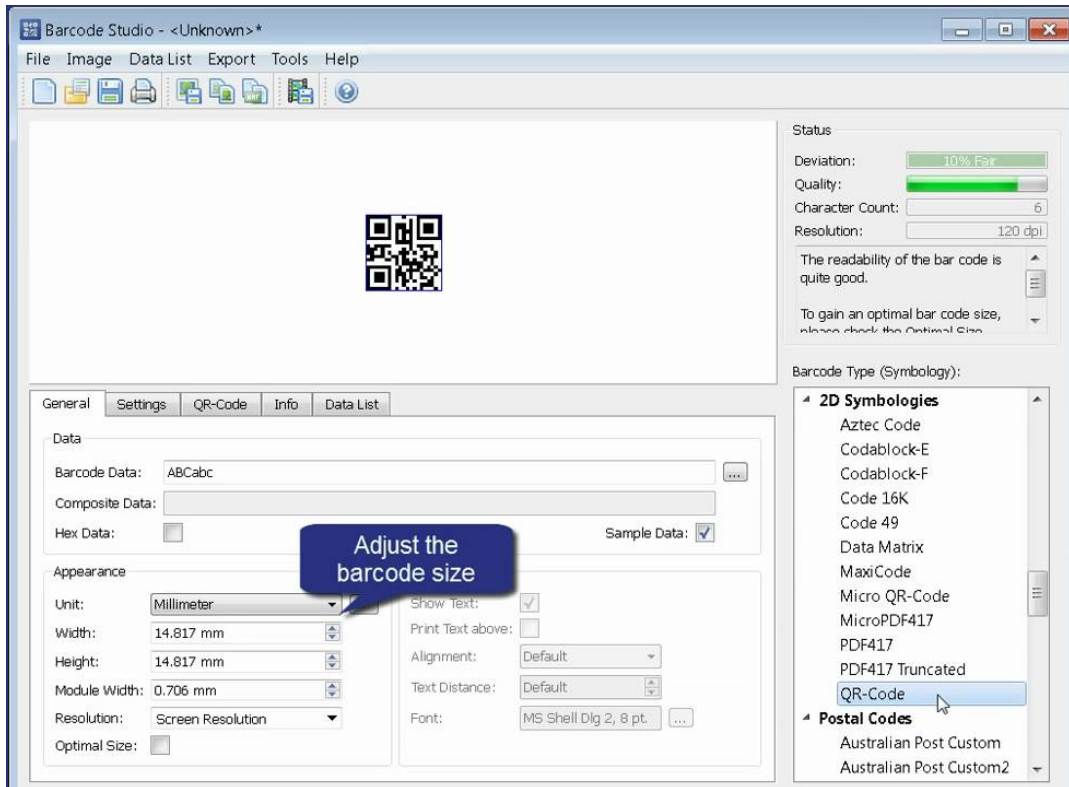 Barcode Studio - <Unknown>*
File Image Data List Export Tools Help
Status
Deviation: 10% Fair
Quality:
Character Count: 6
Resolution: 120 dpi
The readability of the bar code is
quite good.
To gain an optimal bar code size,
please check the Optimal Size
Barcode Type (Symbology):
2D Symbologies
Aztec Code
Codablock-E
Codablock-F
Code 16K
Code 49
Data Matrix
MaxiCode
Micro QR-Code
MicroPDF417
PDF417
PDF417 Truncated
QR-Code
Postal Codes
Australian Post Custom
Australian Post Custom2
General Settings QR-Code Info Data List
Data
Barcode Data: ABCabc ...
Composite Data:
Hex Data: Sample Data:
Adjust the
barcode size
Appearance
Unit: Millimeter
Width: 14.817 mm
Height: 14.817 mm
Module Width: 0.706 mm
Resolution: Screen Resolution
Optimal Size:
Show Text:
Print Text above:
Alignment: Default
Text Distance: Default
Font: MS Shell Dlg 2, 8 pt. ...